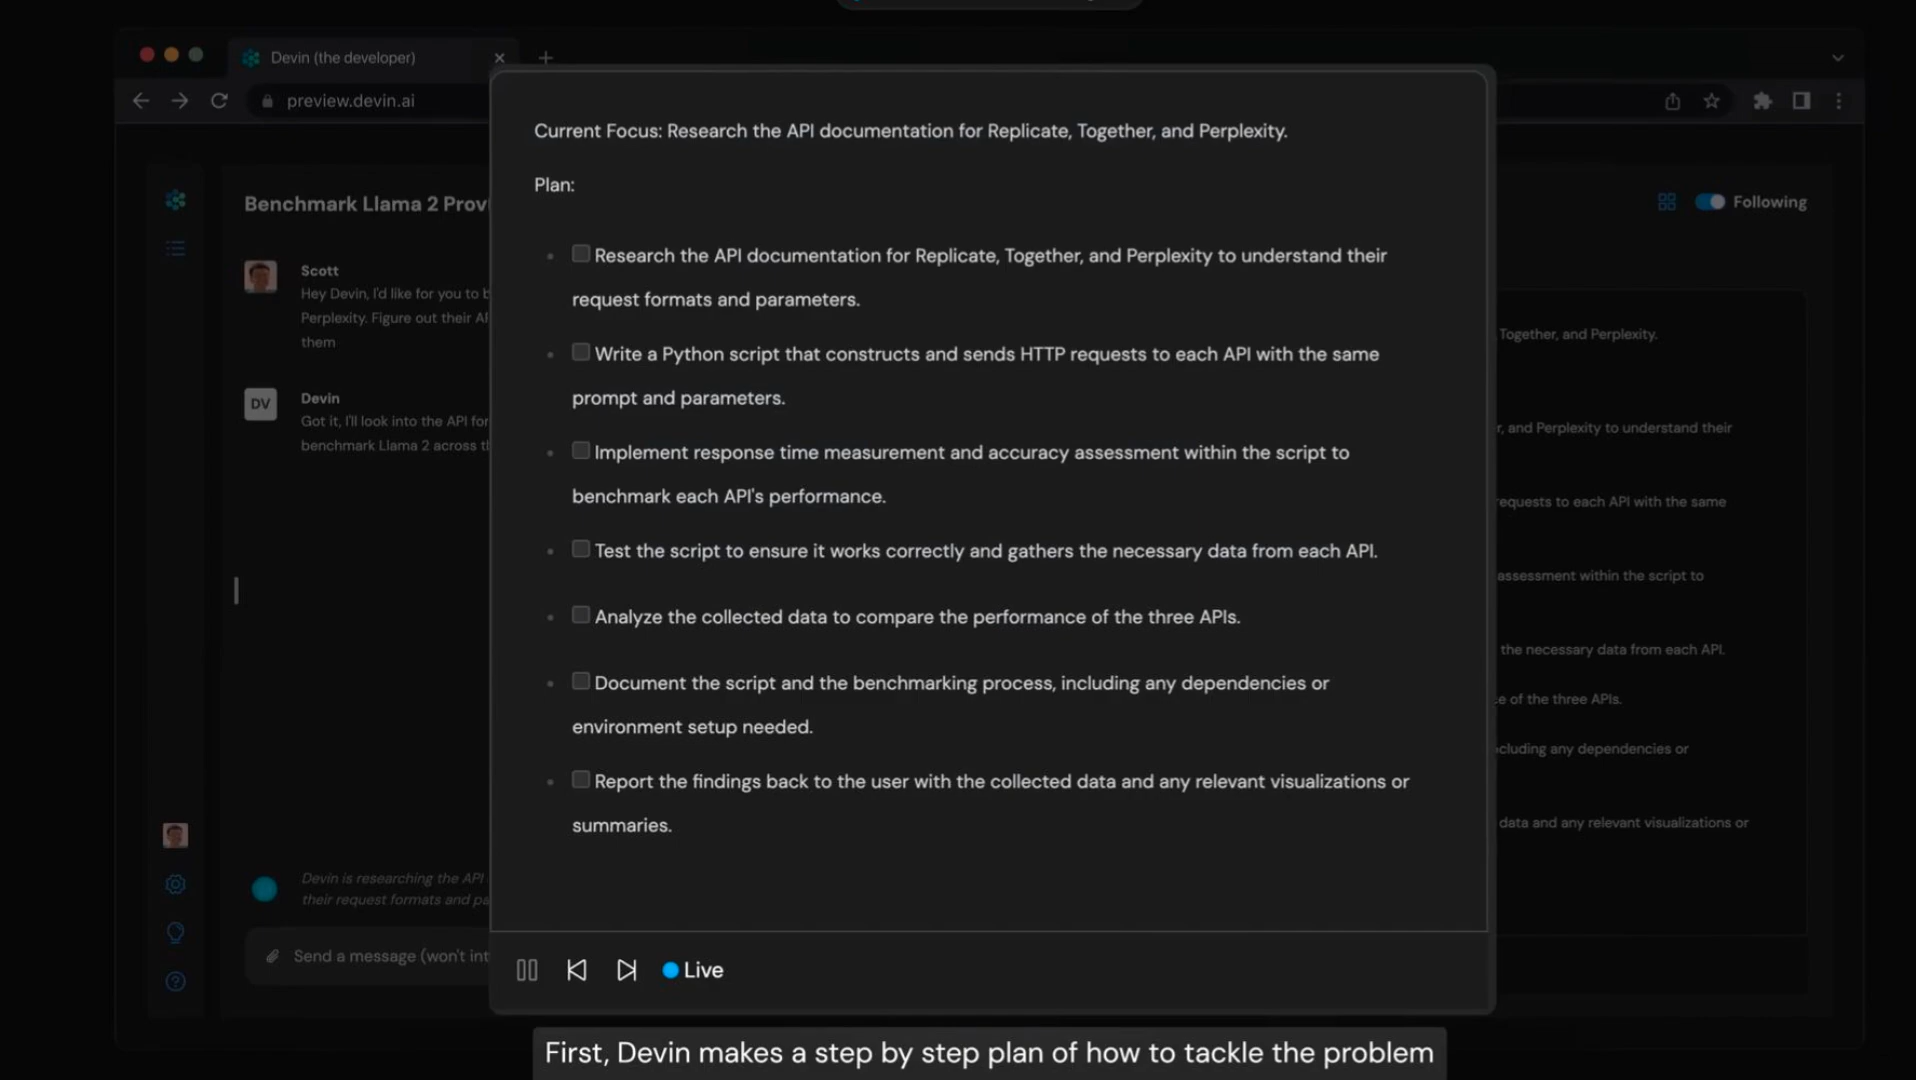 Devin (the developer)
preview.devin.ai
Benchmark Llama 2 Prov
Following
Scott
Hey Devin, I'd like for you to b
Perplexity. Figure out their AP
them
DV
Devin
Got it, I'll look into the API for
benchmark Llama 2 across th
Devin is researching the API
their request formats and pa
Send a message (won't int
Current Focus: Research the API documentation for Replicate, Together, and Perplexity.
Plan:
Research the API documentation for Replicate, Together, and Perplexity to understand their
request formats and parameters.
Write a Python script that constructs and sends HTTP requests to each API with the same
prompt and parameters.
Implement response time measurement and accuracy assessment within the script to
benchmark each API's performance.
Test the script to ensure it works correctly and gathers the necessary data from each API.
Analyze the collected data to compare the performance of the three APIs.
Document the script and the benchmarking process, including any dependencies or
environment setup needed.
Report the findings back to the user with the collected data and any relevant visualizations or
summaries.
Live
Together, and Perplexity.
r, and Perplexity to understand their
requests to each API with the same
assessment within the script to
the necessary data from each API.
e of the three APIs.
cluding any dependencies or
data and any relevant visualizations or
First, Devin makes a step by step plan of how to tackle the problem